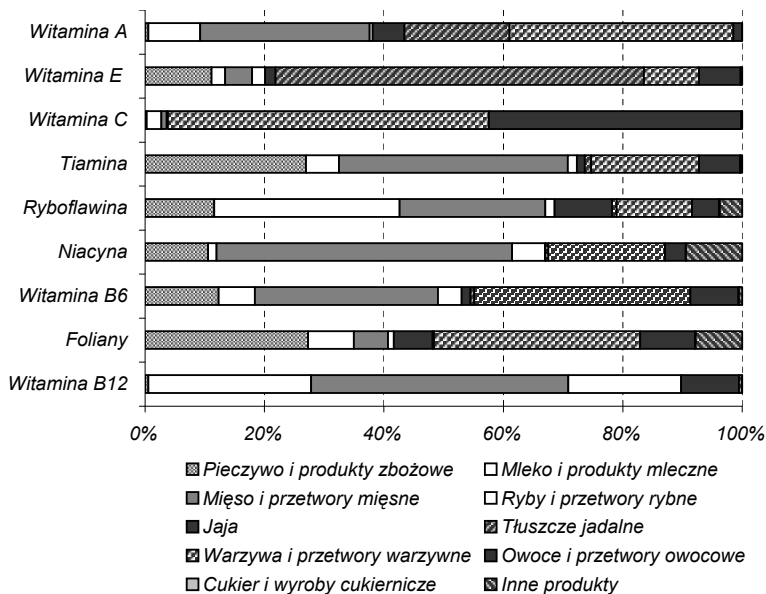 Witamina A
Witamina E
Witamina C
Tiamina
Ryboflawina
Niacyna
Witamina B6
Foliany
Witamina B12
0% 20% 40% 60% 80% 100%
Pieczywo i produkty zbożowe Mleko i produkty mleczne
Mięso i przetwory mięsne Ryby i przetwory rybne
Jaja Tłuszcze jadalne
Warzywa i przetwory warzywne Owoce i przetwory owocowe
Cukier i wyroby cukiernicze Inne produkty